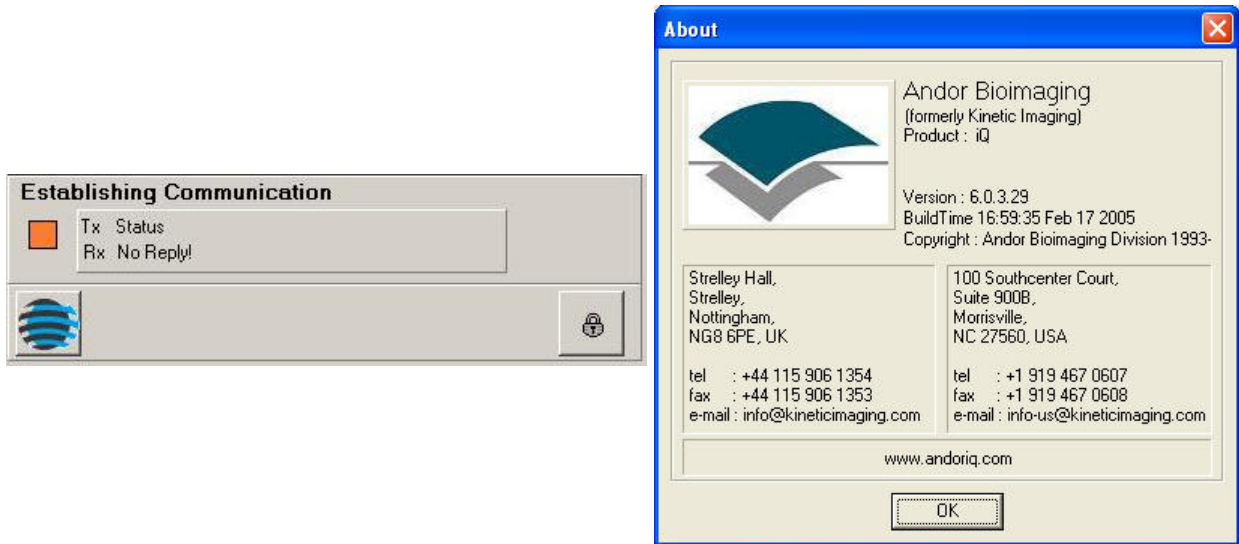 Establishing Communication
Tx Status
Rx No Reply!
About
Andor Bioimaging
(formerly Kinetic Imaging)
Product : iQ
Version : 6.0.3.29
BuildTime 16:59:35 Feb 17 2005
Copyright : Andor Bioimaging Division 1993-
Strelley Hall,
Strelley,
Nottingham,
NG8 6PE, UK
tel : +44 115 906 1354
fax : +44 115 906 1353
e-mail : info@kineticimaging.com
100 Southcenter Court,
Suite 900B,
Morrisville,
NC 27560, USA
tel : +1 919 467 0607
fax : +1 919 467 0608
e-mail : info-us@kineticimaging.com
www.andoriq.com
OK